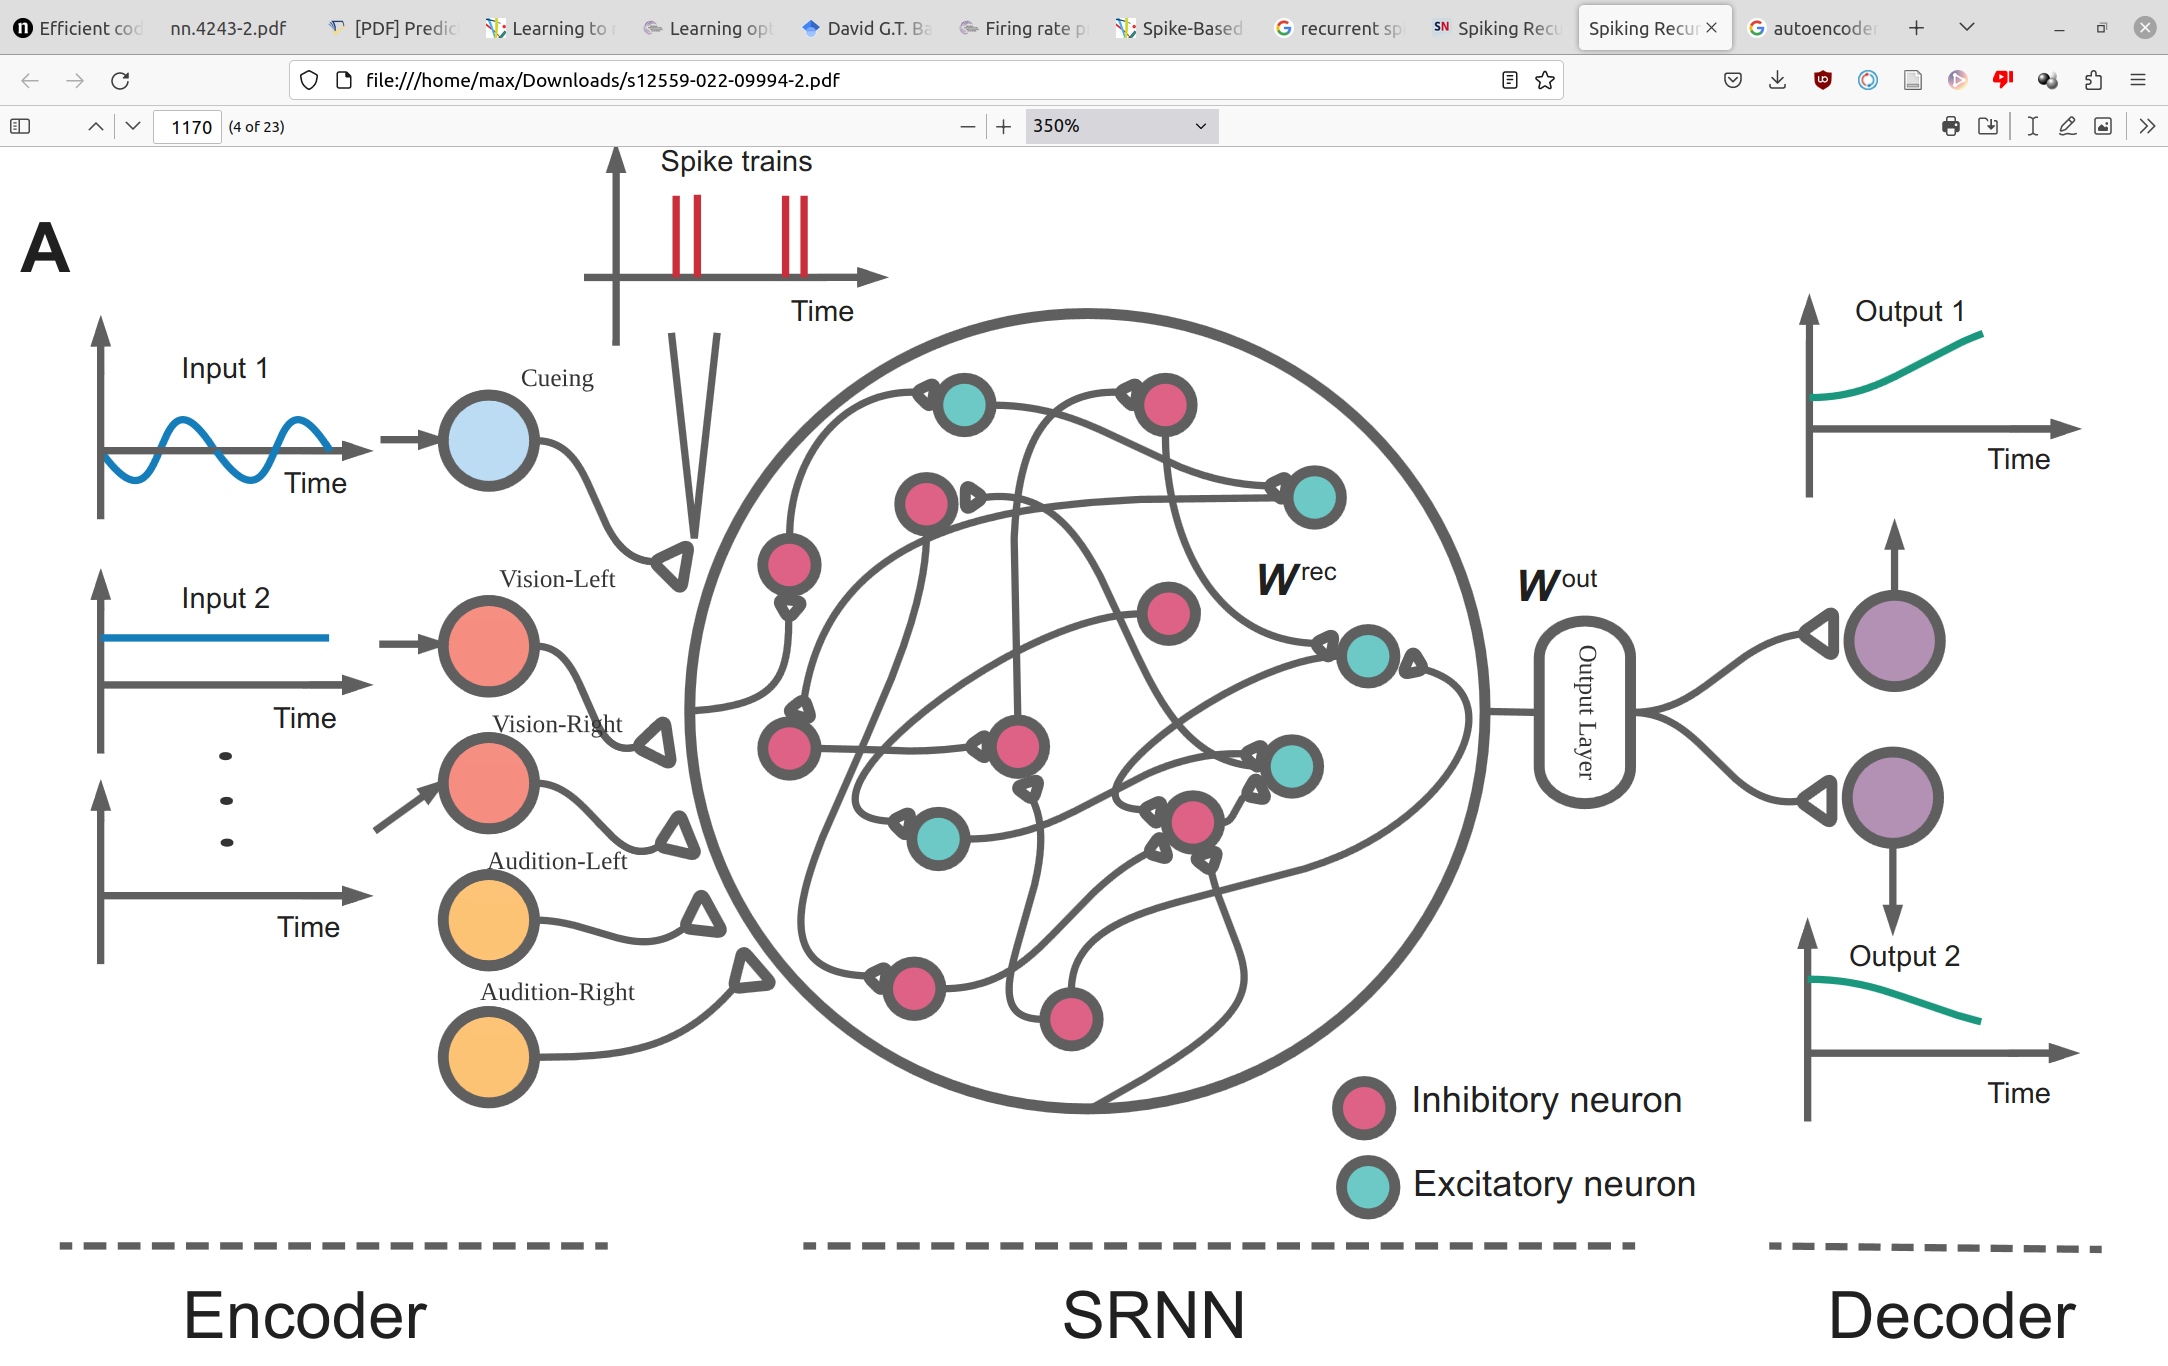 Efficient cod
nn.4243-2.pdf
[PDF] Predic
Learning to r
Learning opt
David G.T. Ba
Firing rate p
Spike-Based
recurrent sp
Spiking Recu
Spiking Recur
autoencoder
file:///home/max/Downloads/s12559-022-09994-2.pdf
1170
(4 of 23)
350%
A
Spike trains
Time
Input 1
Time
Cueing
Input 2
Time
Vision-Left
Vision-Right
Time
Audition-Left
Audition-Right
W rec
W out
Output Layer
Output 1
Time
Output 2
Time
Inhibitory neuron
Excitatory neuron
Encoder
SRNN
Decoder